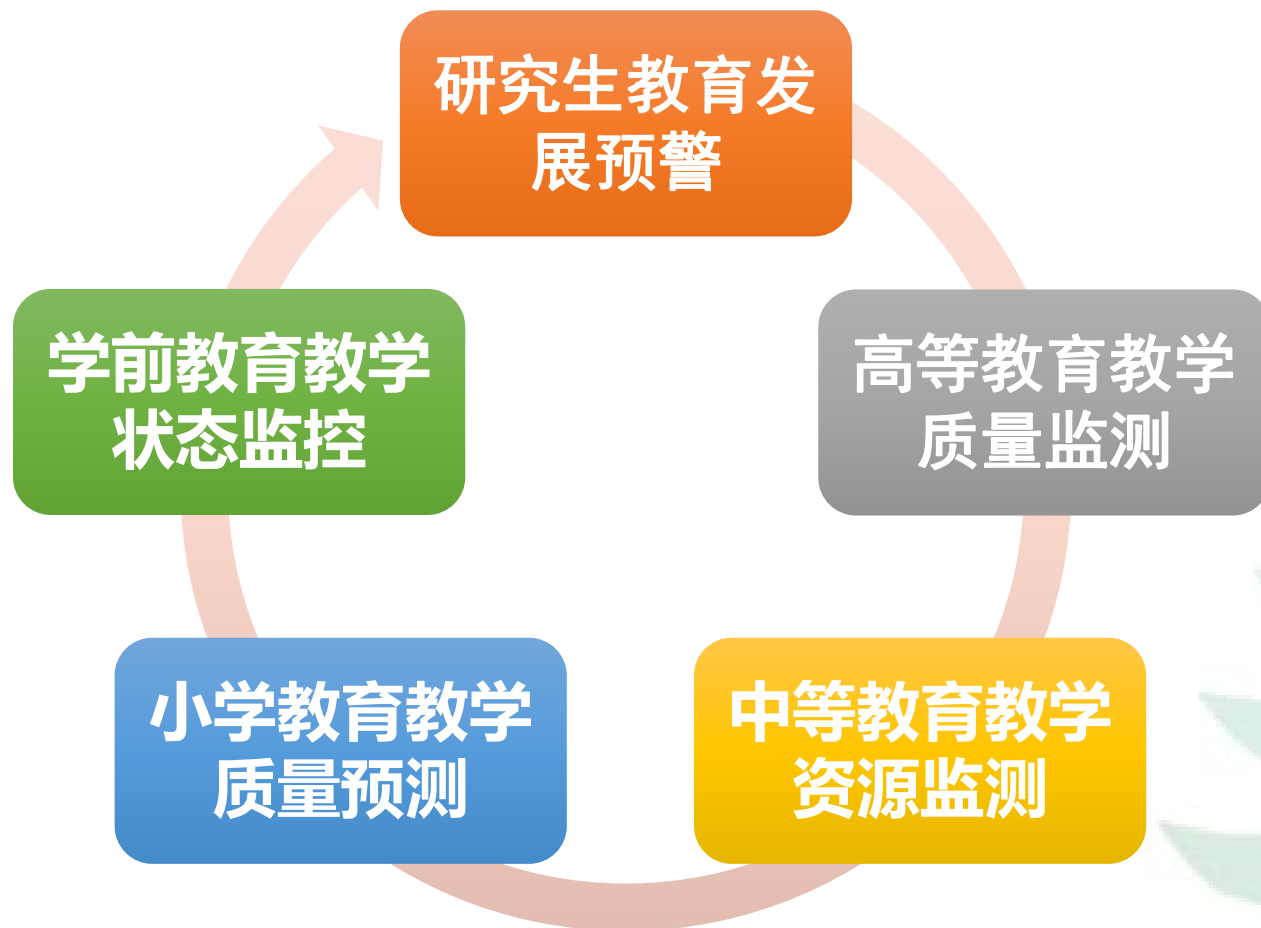 研究生教育发
展预警
学前教育教学
状态监控
高等教育教学
质量监测
小学教育教学
质量预测
中等教育教学
资源监测